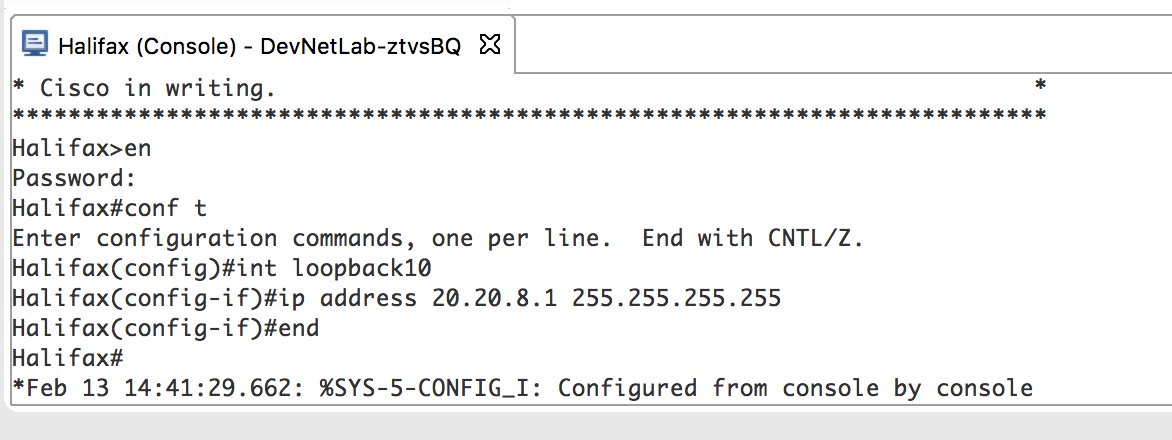 Halifax (Console) - DevNetLab-ztvsBQ
* Cisco in writing.                                                       *
**************************************************************************
Halifax>en
Password:
Halifax#conf t
Enter configuration commands, one per line.  End with CNTL/Z.
Halifax(config)#int loopback10
Halifax(config-if)#ip address 20.20.8.1 255.255.255.255
Halifax(config-if)#end
Halifax#
*Feb 13 14:41:29.662: %SYS-5-CONFIG_I: Configured from console by console